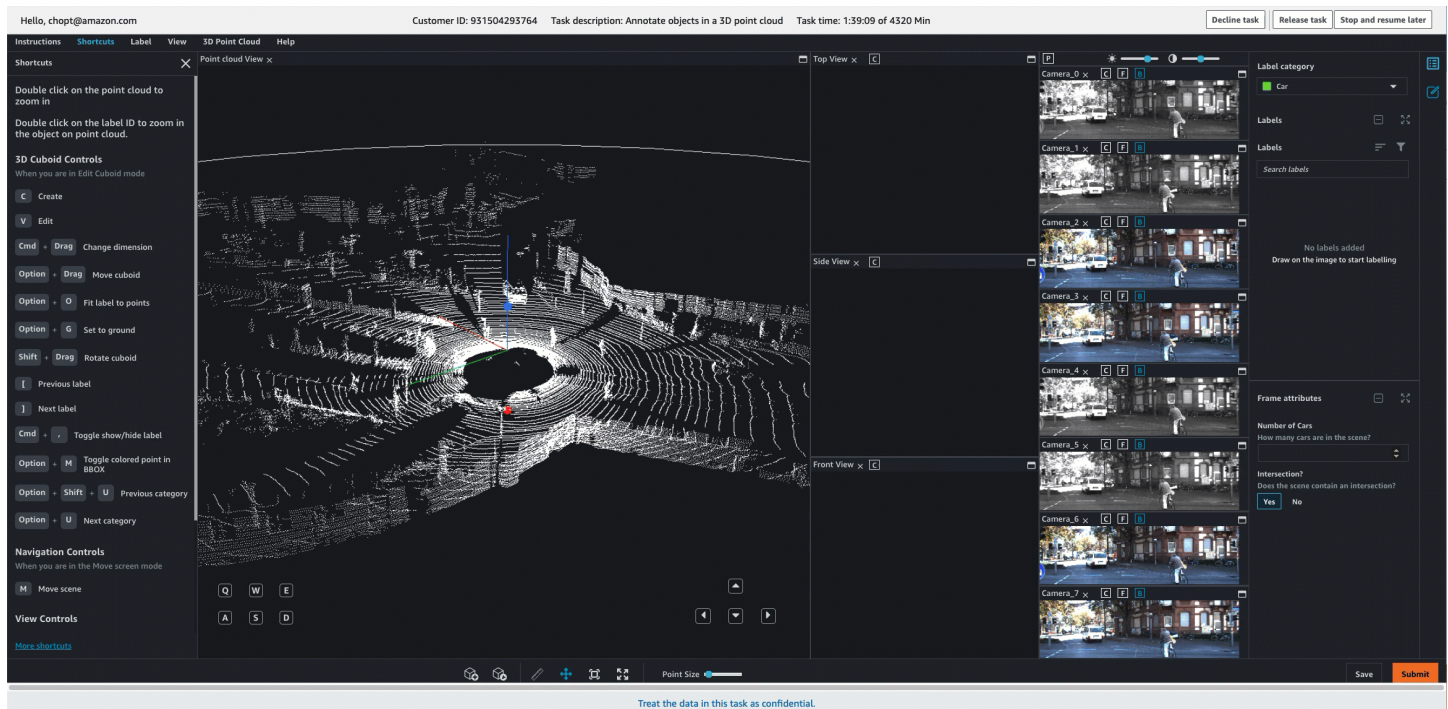 Hello, chopt@amazon.com
Customer ID: 931504293764 Task description: Annotate objects in a 3D point cloud Task time: 1:39:09 of 4320 Min
Decline task Release task Stop and resume later
Instructions Shortcuts Label View 3D Point Cloud Help
Shortcuts
Double click on the point cloud to
zoom in
Double click on the label ID to zoom in
the object on point cloud.
3D Cuboid Controls
When you are in Edit Cuboid mode
C Create
V Edit
Cmd + Drag Change dimension
Option + Drag Move cuboid
Option + O Fit label to points
Option + G Set to ground
Shift + Drag Rotate cuboid
[ Previous label
] Next label
Cmd + , Toggle show/hide label
Option + M Toggle colored point in
BBOX
Option + Shift + U Previous category
Option + U Next category
Navigation Controls
When you are in the Move screen mode
M Move scene
View Controls
More shortcuts
Point cloud View ×
Q W E
A S D
Top View × C
Side View × C
Front View × C
P
Camera_0 × C F B
Camera_1 × C F B
Camera_2 × C F B
Camera_3 × C F B
Camera_4 × C F B
Camera_5 × C F B
Camera_6 × C F B
Camera_7 × C F B
Label category
Car
Labels
Labels
Search labels
No labels added
Draw on the image to start labelling
Frame attributes
Number of Cars
How many cars are in the scene?
Intersection?
Does the scene contain an intersection?
Yes No
Point Size
Save Submit
Treat the data in this task as confidential.